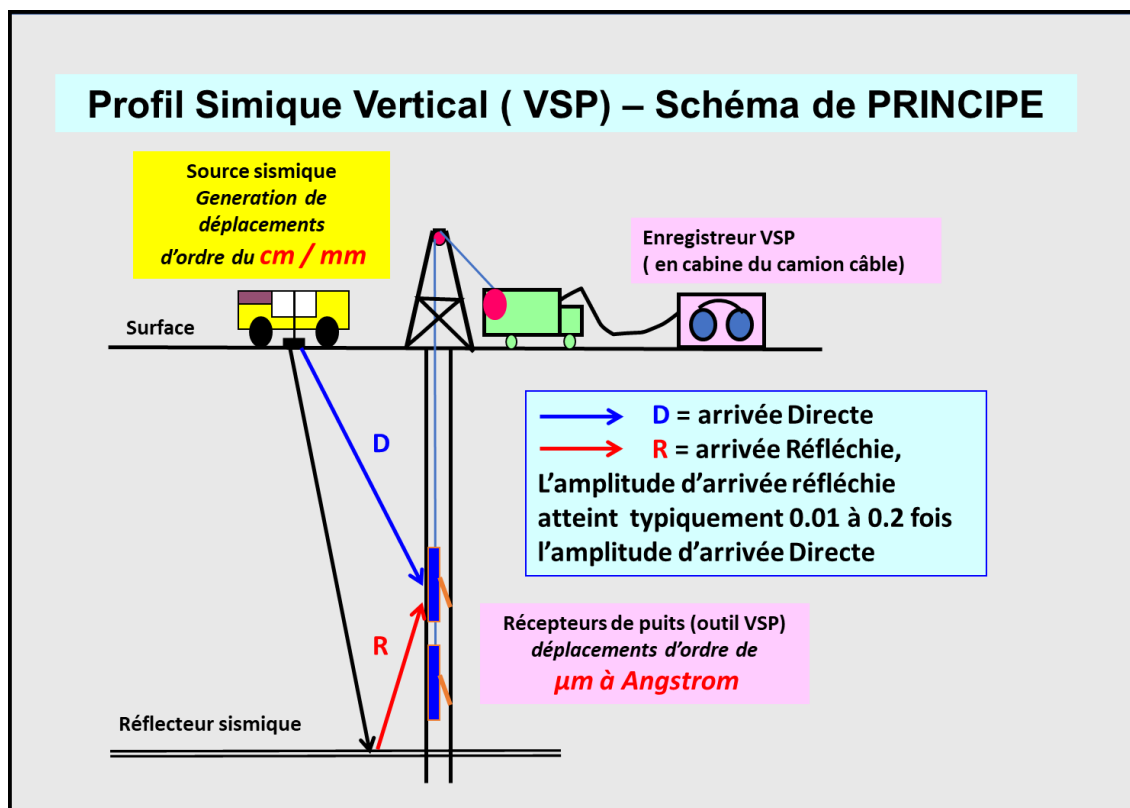 Profil Simique Vertical ( VSP) – Schéma de PRINCIPE
Source sismique
Generation de
déplacements
d'ordre du cm / mm
Enregistreur VSP
( en cabine du camion câble)
Surface
D
D = arrivée Directe
R = arrivée Réfléchie,
L'amplitude d'arrivée réfléchie
atteint typiquement 0.01 à 0.2 fois
l'amplitude d'arrivée Directe
R
Récepteurs de puits (outil VSP)
déplacements d'ordre de
µm à Angstrom
Réflecteur sismique